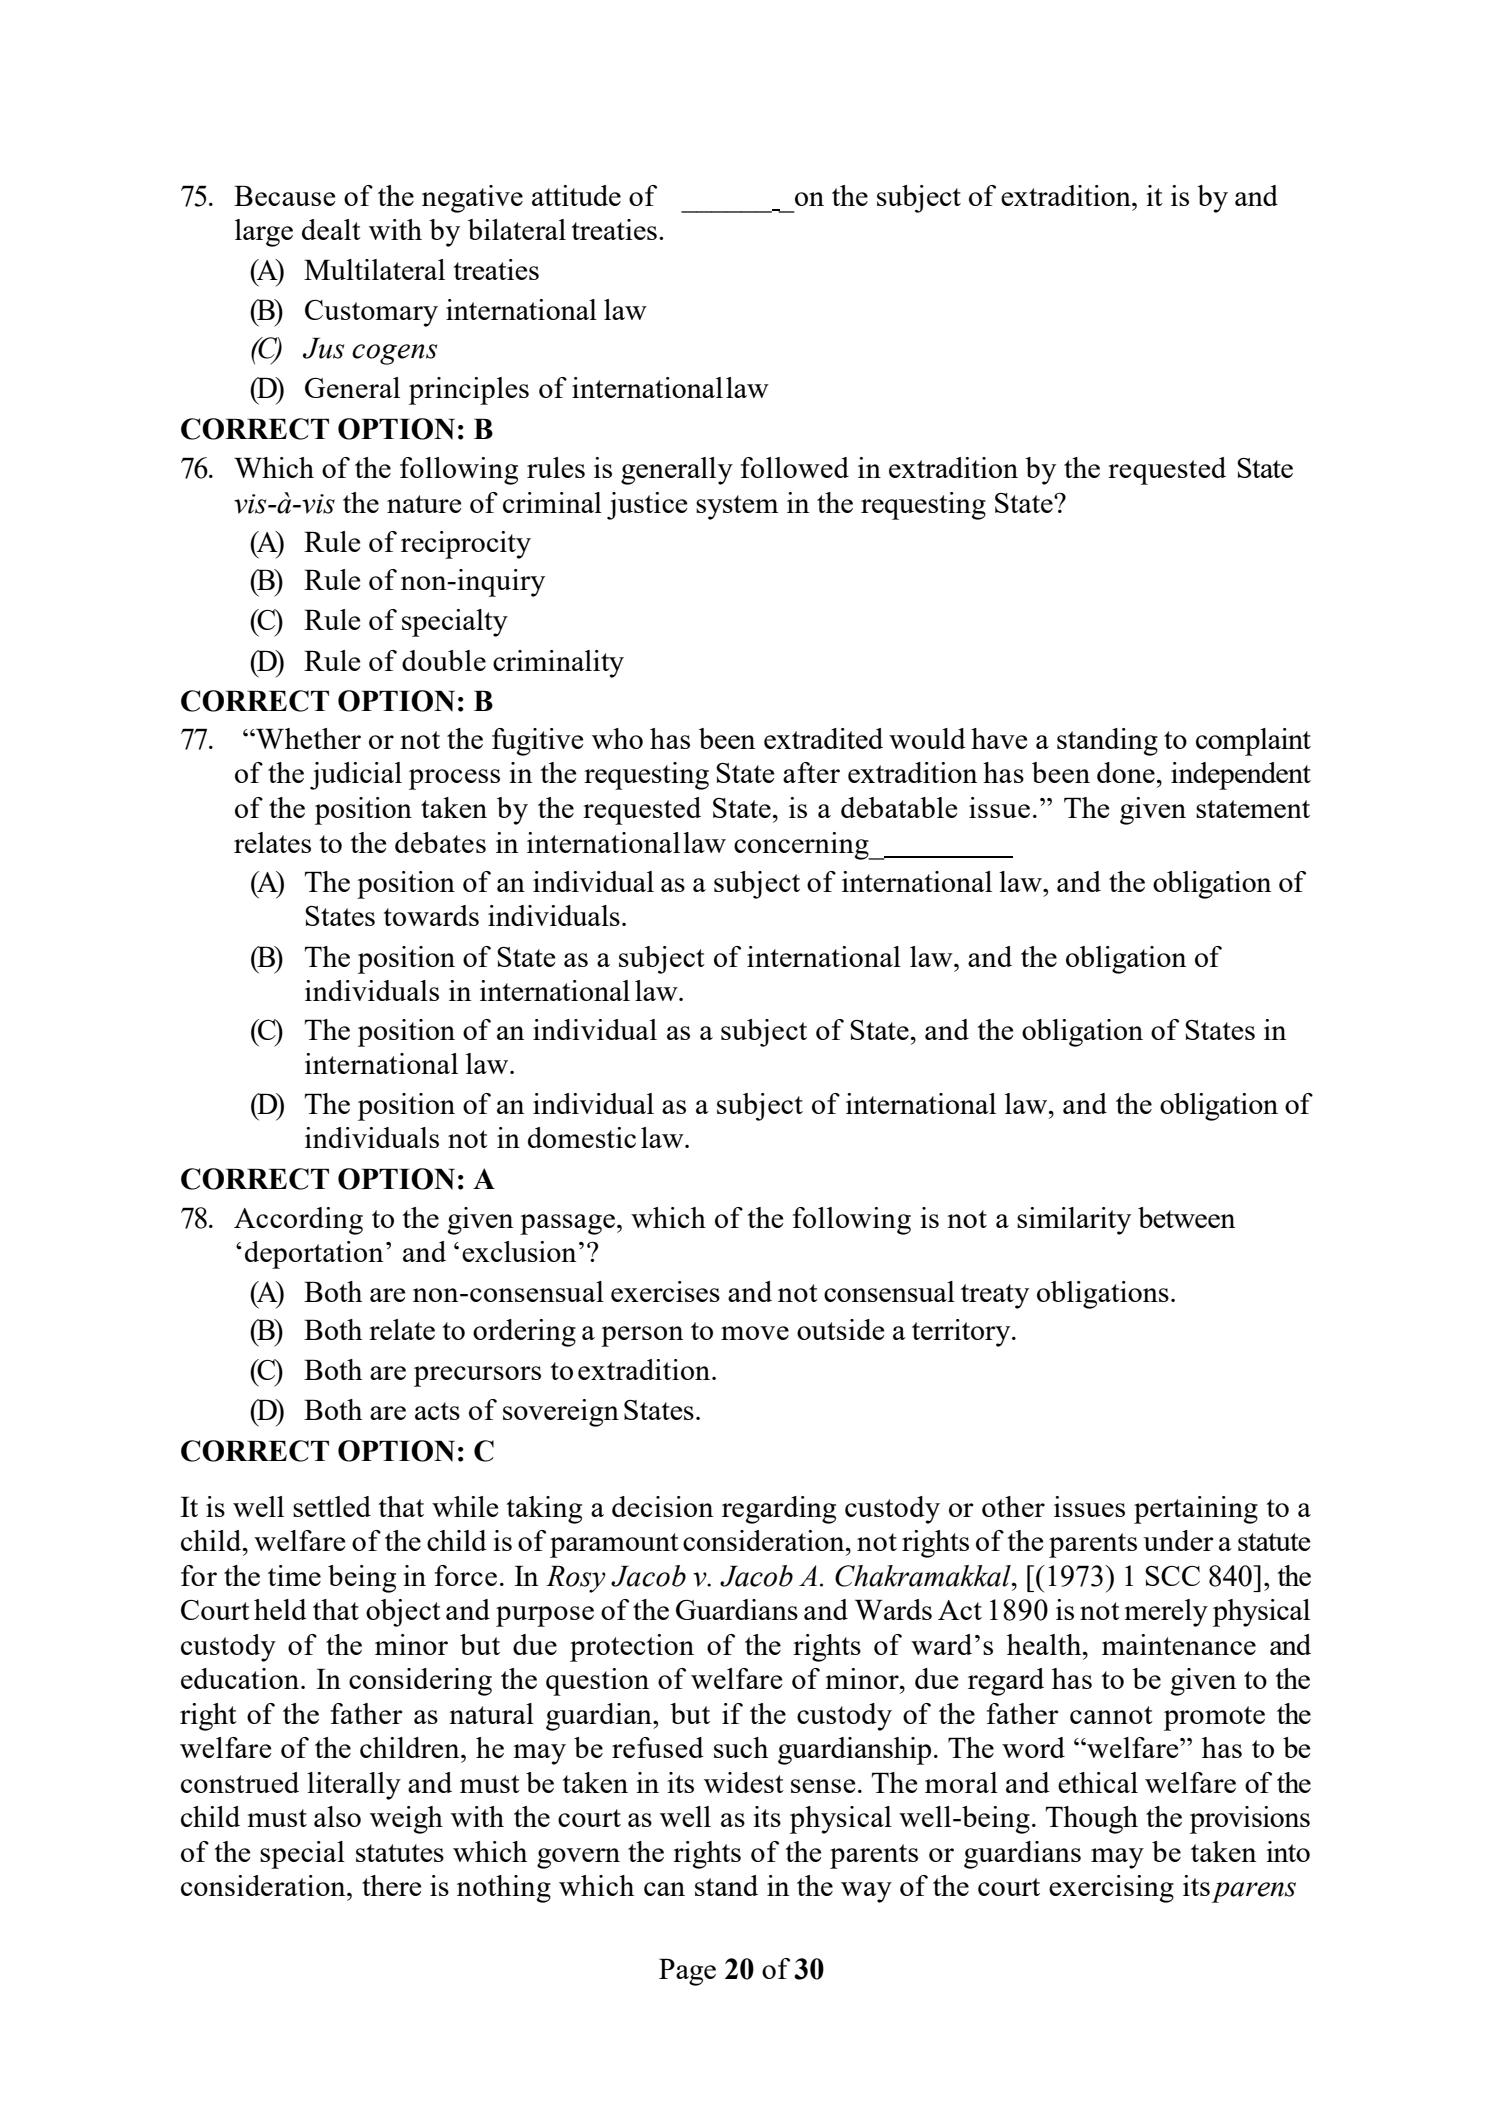 75. Because of the negative attitude of ________on the subject of extradition, it is by and
large dealt with by bilateral treaties.
(A) Multilateral treaties
(B) Customary international law
(C) Jus cogens
(D) General principles of international law
CORRECT OPTION: B
76. Which of the following rules is generally followed in extradition by the requested State
vis-à-vis the nature of criminal justice system in the requesting State?
(A) Rule of reciprocity
(B) Rule of non-inquiry
(C) Rule of specialty
(D) Rule of double criminality
CORRECT OPTION: B
77. “Whether or not the fugitive who has been extradited would have a standing to complaint
of the judicial process in the requesting State after extradition has been done, independent
of the position taken by the requested State, is a debatable issue.” The given statement
relates to the debates in international law concerning_________
(A) The position of an individual as a subject of international law, and the obligation of
States towards individuals.
(B) The position of State as a subject of international law, and the obligation of
individuals in international law.
(C) The position of an individual as a subject of State, and the obligation of States in
international law.
(D) The position of an individual as a subject of international law, and the obligation of
individuals not in domestic law.
CORRECT OPTION: A
78. According to the given passage, which of the following is not a similarity between
‘deportation’ and ‘exclusion’?
(A) Both are non-consensual exercises and not consensual treaty obligations.
(B) Both relate to ordering a person to move outside a territory.
(C) Both are precursors to extradition.
(D) Both are acts of sovereign States.
CORRECT OPTION: C
It is well settled that while taking a decision regarding custody or other issues pertaining to a
child, welfare of the child is of paramount consideration, not rights of the parents under a statute
for the time being in force. In Rosy Jacob v. Jacob A. Chakramakkal, [(1973) 1 SCC 840], the
Court held that object and purpose of the Guardians and Wards Act 1890 is not merely physical
custody of the minor but due protection of the rights of ward’s health, maintenance and
education. In considering the question of welfare of minor, due regard has to be given to the
right of the father as natural guardian, but if the custody of the father cannot promote the
welfare of the children, he may be refused such guardianship. The word “welfare” has to be
construed literally and must be taken in its widest sense. The moral and ethical welfare of the
child must also weigh with the court as well as its physical well-being. Though the provisions
of the special statutes which govern the rights of the parents or guardians may be taken into
consideration, there is nothing which can stand in the way of the court exercising its parens
Page 20 of 30